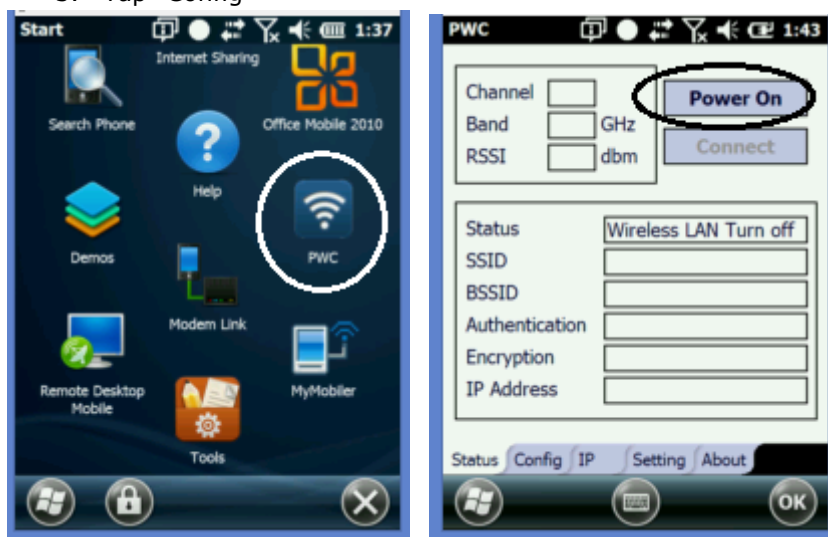 Start 1:37
Internet Sharing
Search Phone
Office Mobile 2010
Help
Demos
PWC
Modem Link
Remote Desktop
Mobile
MyMobiler
Tools
PWC 1:43
Channel
Power On
Band GHz
RSSI dbm
Connect
Status Wireless LAN Turn off
SSID
BSSID
Authentication
Encryption
IP Address
Status Config IP Setting About
OK